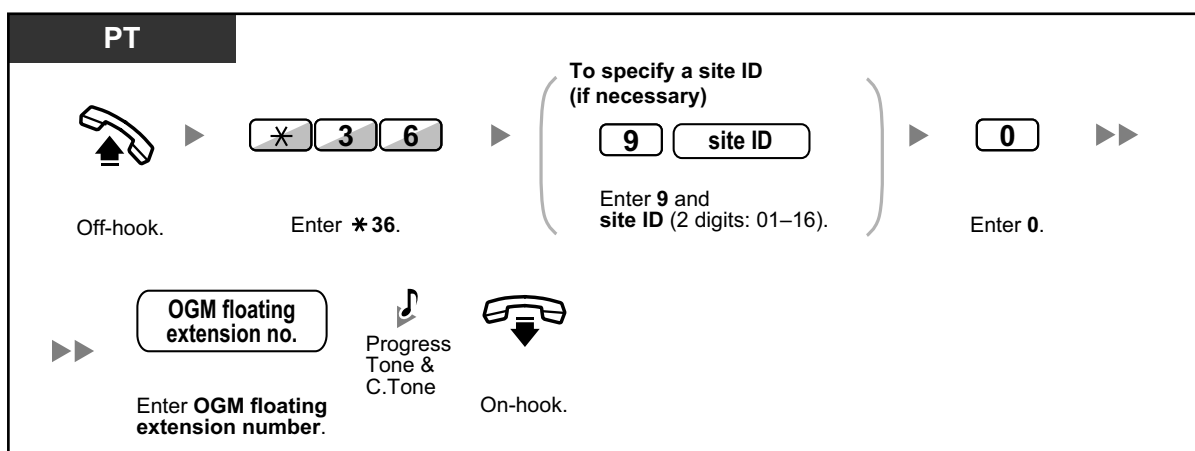 PT
To specify a site ID
(if necessary)
✳ 3 6
9 site ID
0
Enter 9 and
site ID (2 digits: 01–16).
Off-hook.
Enter ✳ 36.
Enter 0.
OGM floating
extension no.
Progress
Tone &
C.Tone
Enter OGM floating
extension number.
On-hook.